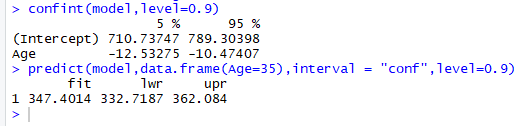 > confint(model,level=0.9)
5 % 95 %
(Intercept) 710.73747 789.30398
Age -12.53275 -10.47407
> predict(model,data.frame(Age=35),interval = "conf",level=0.9)
fit lwr upr
1 347.4014 332.7187 362.084
>